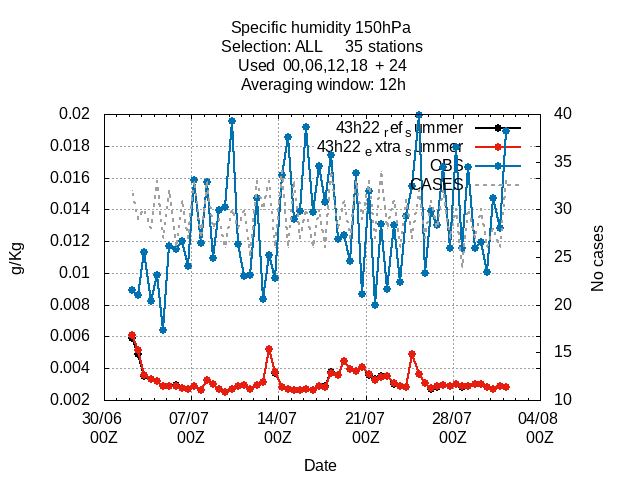 Specific humidity 150hPa
Selection: ALL 35 stations
Used 00,06,12,18 + 24
Averaging window: 12h
43h22 ref summer
43h22 extra summer
OBS
CASES
g/Kg
0.02
0.018
0.016
0.014
0.012
0.01
0.008
0.006
0.004
0.002
40
35
30
25
20
15
10
No cases
30/06 07/07 14/07 21/07 28/07 04/08
00Z 00Z 00Z 00Z 00Z 00Z
Date